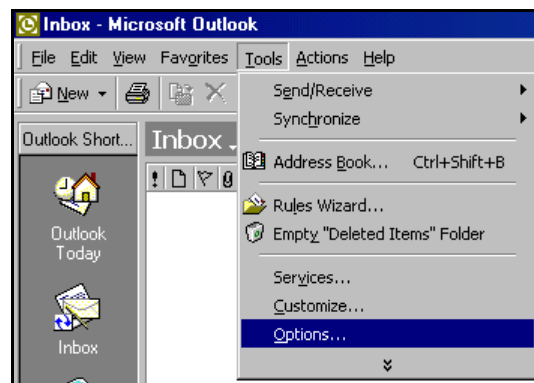 Inbox - Microsoft Outlo
File Edit View Favorites Tools Actions Help
New
Send/Receive
Synchronize
Outlook Short...
Inbox
Address Book... Ctrl+Shift+B
Rules Wizard...
Outlook
Today
Empty "Deleted Items" Folder
Services...
Customize...
Options...
Inbox